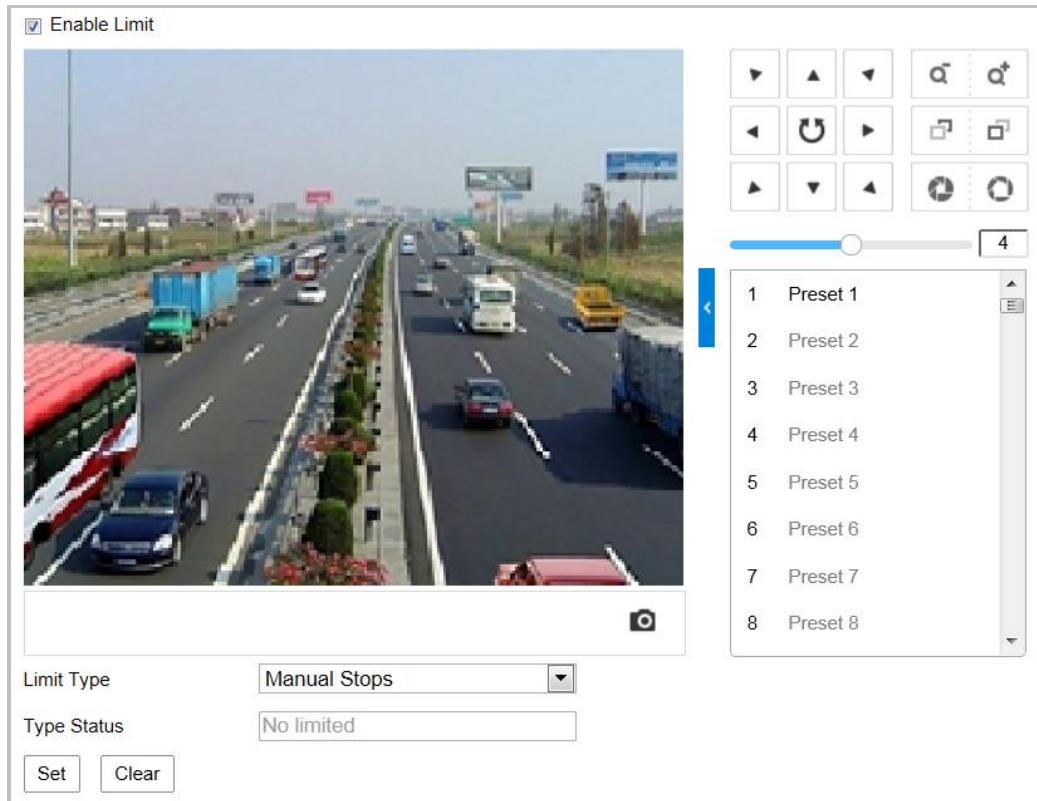 Enable Limit
4
1 Preset 1
2 Preset 2
3 Preset 3
4 Preset 4
5 Preset 5
6 Preset 6
7 Preset 7
8 Preset 8
Limit Type Manual Stops
Type Status No limited
Set Clear